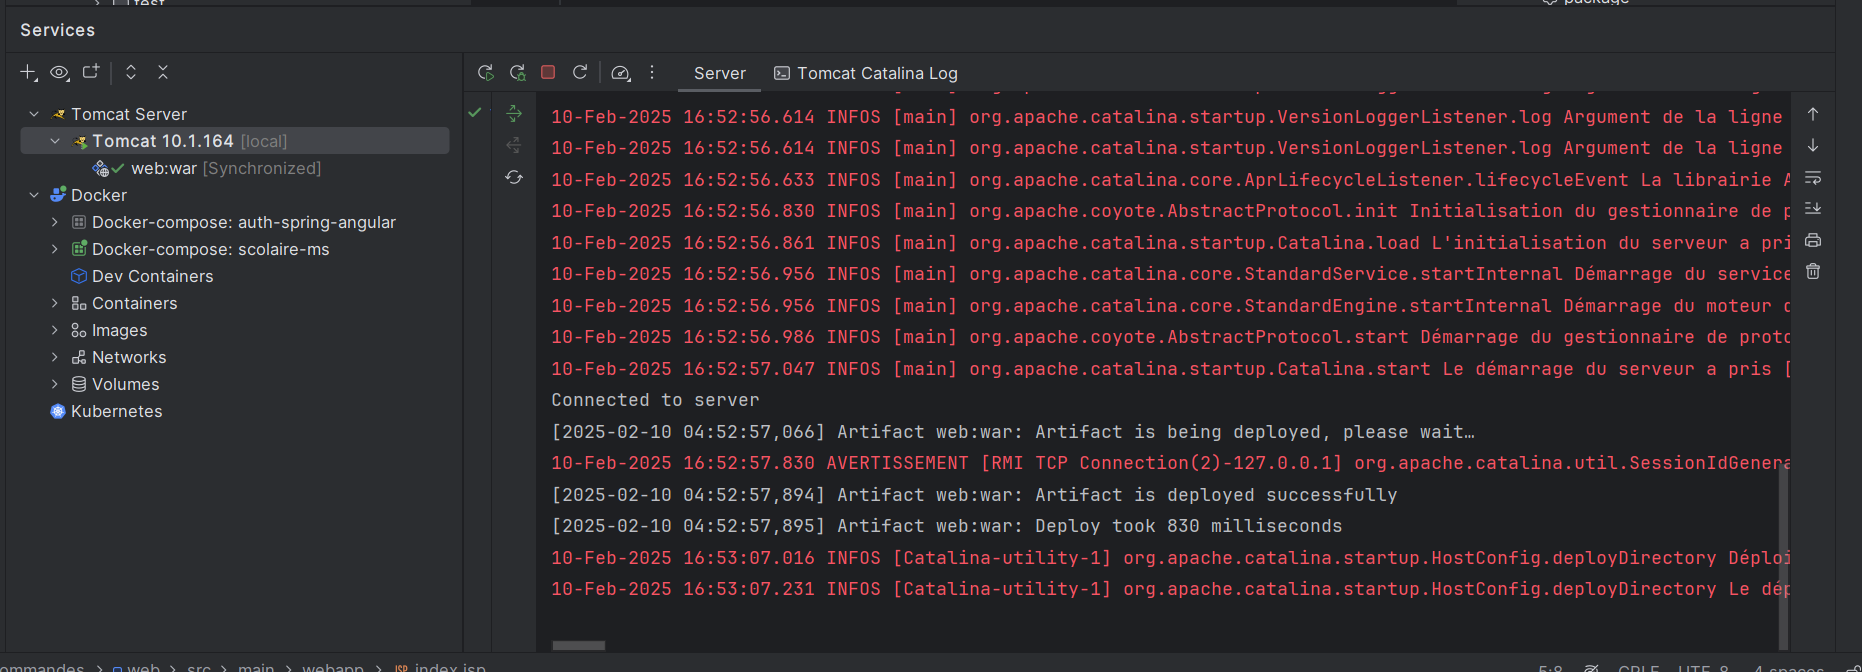 test
package
Services
Server
Tomcat Catalina Log
Tomcat Server
Tomcat 10.1.164 [local]
web:war [Synchronized]
Docker
Docker-compose: auth-spring-angular
Docker-compose: scolaire-ms
Dev Containers
Containers
Images
Networks
Volumes
Kubernetes
10-Feb-2025 16:52:56.614 INFOS [main] org.apache.catalina.startup.VersionLoggerListener.log Argument de la ligne
10-Feb-2025 16:52:56.614 INFOS [main] org.apache.catalina.startup.VersionLoggerListener.log Argument de la ligne
10-Feb-2025 16:52:56.633 INFOS [main] org.apache.catalina.core.AprLifecycleListener.lifecycleEvent La librairie A
10-Feb-2025 16:52:56.830 INFOS [main] org.apache.coyote.AbstractProtocol.init Initialisation du gestionnaire de p
10-Feb-2025 16:52:56.861 INFOS [main] org.apache.catalina.startup.Catalina.load L'initialisation du serveur a pri
10-Feb-2025 16:52:56.956 INFOS [main] org.apache.catalina.core.StandardService.startInternal Démarrage du service
10-Feb-2025 16:52:56.956 INFOS [main] org.apache.catalina.core.StandardEngine.startInternal Démarrage du moteur d
10-Feb-2025 16:52:56.986 INFOS [main] org.apache.coyote.AbstractProtocol.start Démarrage du gestionnaire de proto
10-Feb-2025 16:52:57.047 INFOS [main] org.apache.catalina.startup.Catalina.start Le démarrage du serveur a pris [
Connected to server
[2025-02-10 04:52:57,066] Artifact web:war: Artifact is being deployed, please wait…
10-Feb-2025 16:52:57.830 AVERTISSEMENT [RMI TCP Connection(2)-127.0.0.1] org.apache.catalina.util.SessionIdGenera
[2025-02-10 04:52:57,894] Artifact web:war: Artifact is deployed successfully
[2025-02-10 04:52:57,895] Artifact web:war: Deploy took 830 milliseconds
10-Feb-2025 16:53:07.016 INFOS [Catalina-utility-1] org.apache.catalina.startup.HostConfig.deployDirectory Déploi
10-Feb-2025 16:53:07.231 INFOS [Catalina-utility-1] org.apache.catalina.startup.HostConfig.deployDirectory Le dép
ommandes > web > src > main > webapp > JSP index.jsp
5:8 CRLF UTF-8 4 spaces